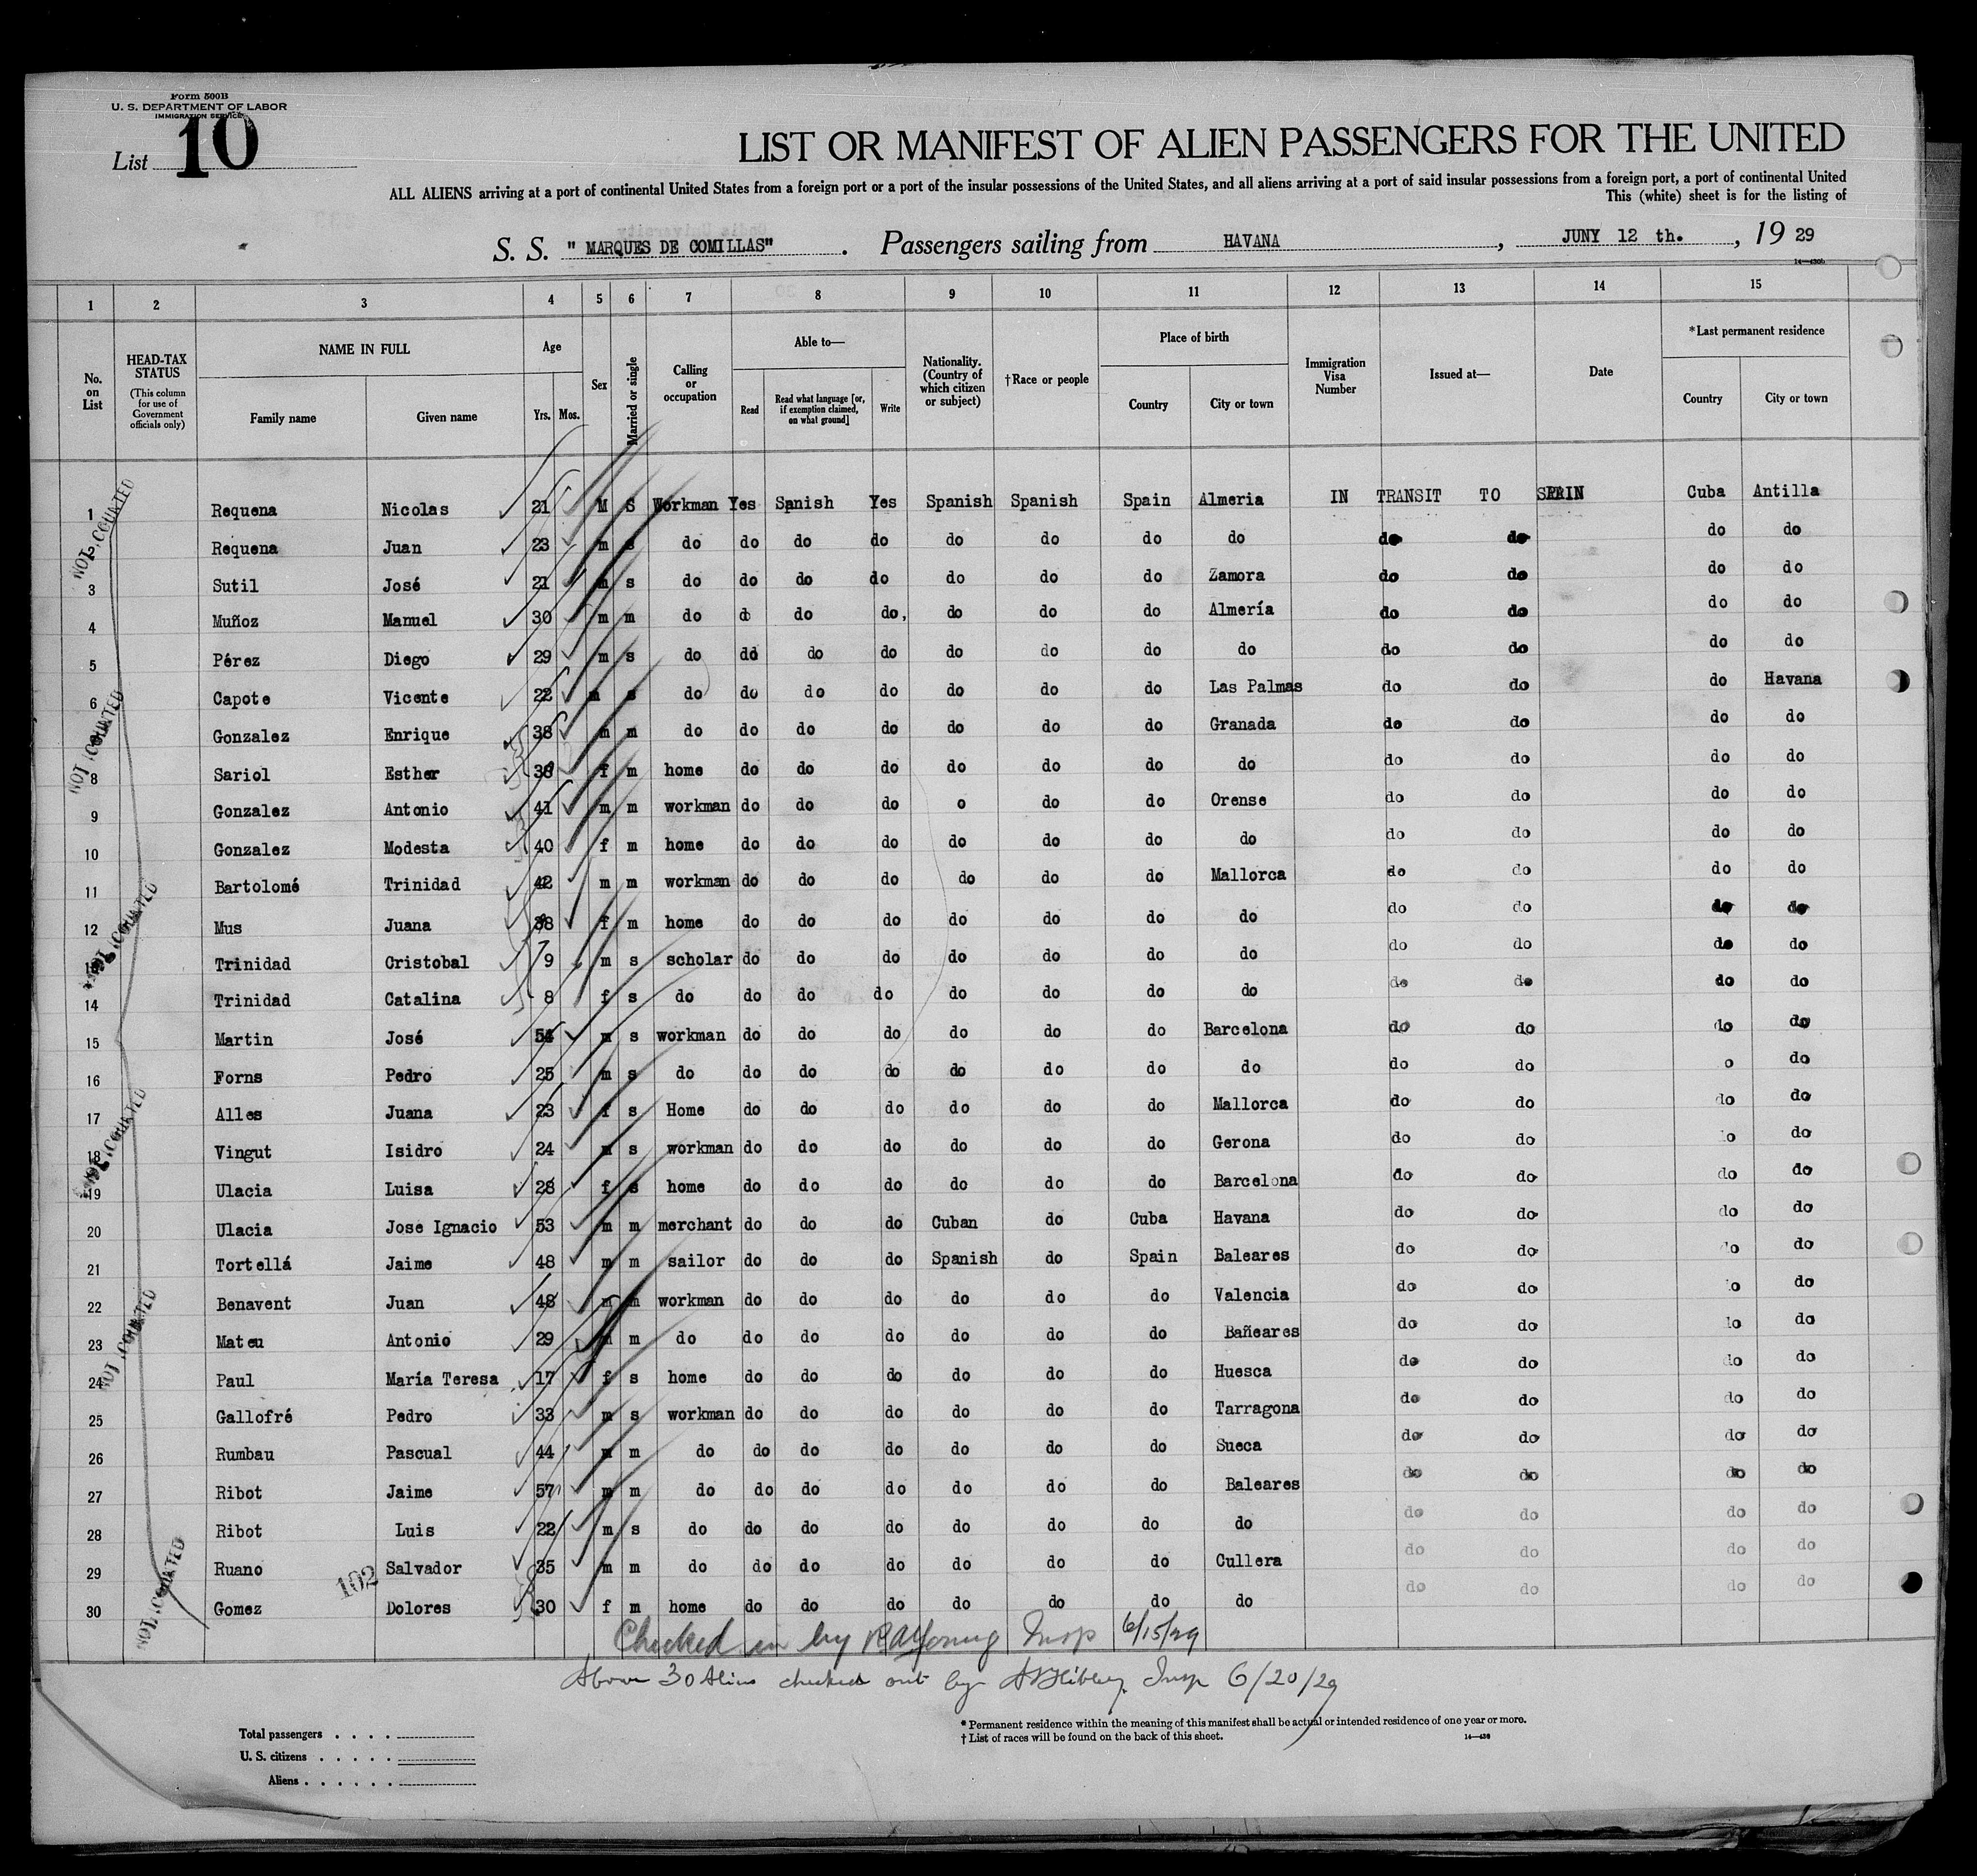 Form 500B
U. S. DEPARTMENT OF LABOR
IMMIGRATION SERVICE
List 10
LIST OR MANIFEST OF ALIEN PASSENGERS FOR THE UNITED
ALL ALIENS arriving at a port of continental United States from a foreign port or a port of the insular possessions of the United States, and all aliens arriving at a port of said insular possessions from a foreign port, a port of continental United
This (white) sheet is for the listing of
S. S. " MARQUES DE COMILLAS" . Passengers sailing from HAVANA , JUNY 12 th. , 19 29
1 2 3 4 5 6 7 8 9 10 11 12 13 14 15
No. on List
HEAD-TAX STATUS
(This column for use of Government officials only)
NAME IN FULL
Family name Given name
Age
Yrs. Mos.
Sex
Married or single
Calling or occupation
Able to—
Read
Read what language [or, if exemption claimed, on what ground]
Write
Nationality. (Country of which citizen or subject)
†Race or people
Place of birth
Country City or town
Immigration Visa Number
Issued at—
Date
*Last permanent residence
Country City or town
1 Requena Nicolas 21 M S Workman Yes Spanish Yes Spanish Spanish Spain Almeria IN TRANSIT TO SPAIN Cuba Antilla
Requena Juan 23 m s do do do do do do do do do do do do
3 Sutil José 21 m s do do do do do do do Zamora do do do do
4 Muñoz Manuel 30 m m do d do do, do do do Almería do do do do
5 Pérez Diego 29 m s do do do do do do do do do do do do
6 Capote Vicente 22 m s do do do do do do do Las Palmas do do do Havana
Gonzalez Enrique 38 m m do do do do do do do Granada do do do do
8 Sariol Esther 38 f m home do do do do do do do do do do do
9 Gonzalez Antonio 41 m m workman do do do o do do Orense do do do do
10 Gonzalez Modesta 40 f m home do do do do do do do do do do do
11 Bartolomé Trinidad 42 m m workman do do do do do do Mallorca do do do do
12 Mus Juana 38 f m home do do do do do do do do do do do
13 Trinidad Cristobal 9 m s scholar do do do do do do do do do do do
14 Trinidad Catalina 8 f s do do do do do do do do do do do do
15 Martin José 54 m s workman do do do do do do Barcelona do do do do
16 Forns Pedro 25 m s do do do do do do do do do do o do
17 Alles Juana 23 f s Home do do do do do do Mallorca do do do do
18 Vingut Isidro 24 m s workman do do do do do do Gerona do do do do
19 Ulacia Luisa 28 f s home do do do do do do Barcelona do do do do
20 Ulacia Jose Ignacio 53 m m merchant do do do Cuban do Cuba Havana do do do do
21 Tortellá Jaime 48 m m sailor do do do Spanish do Spain Baleares do do do do
22 Benavent Juan 48 m m workman do do do do do do Valencia do do do do
23 Mateu Antonio 29 m m do do do do do do do Bañeares do do do do
24 Paul María Teresa 17 f s home do do do do do do Huesca do do do do
25 Gallofré Pedro 33 m s workman do do do do do do Tarragona do do do do
26 Rumbau Pascual 44 m m do do do do do do do Sueca do do do do
27 Ribot Jaime 57 m m do do do do do do do Baleares do do do do
28 Ribot Luis 22 m s do do do do do do do do do do do do
29 Ruano Salvador 35 m m do do do do do do do Cullera do do do do
30 Gomez Dolores 30 f m home do do do do do do do do do do do
NOT COUNTED
NOT COUNTED
NOT COUNTED
NOT COUNTED
NOT COUNTED
NOT COUNTED
102
Checked in by RAYoung Insp 6/15/29
Above 30 Aliens checked out by Insp 6/20/29
Total passengers
U. S. citizens
Aliens
* Permanent residence within the meaning of this manifest shall be actual or intended residence of one year or more.
† List of races will be found on the back of this sheet.